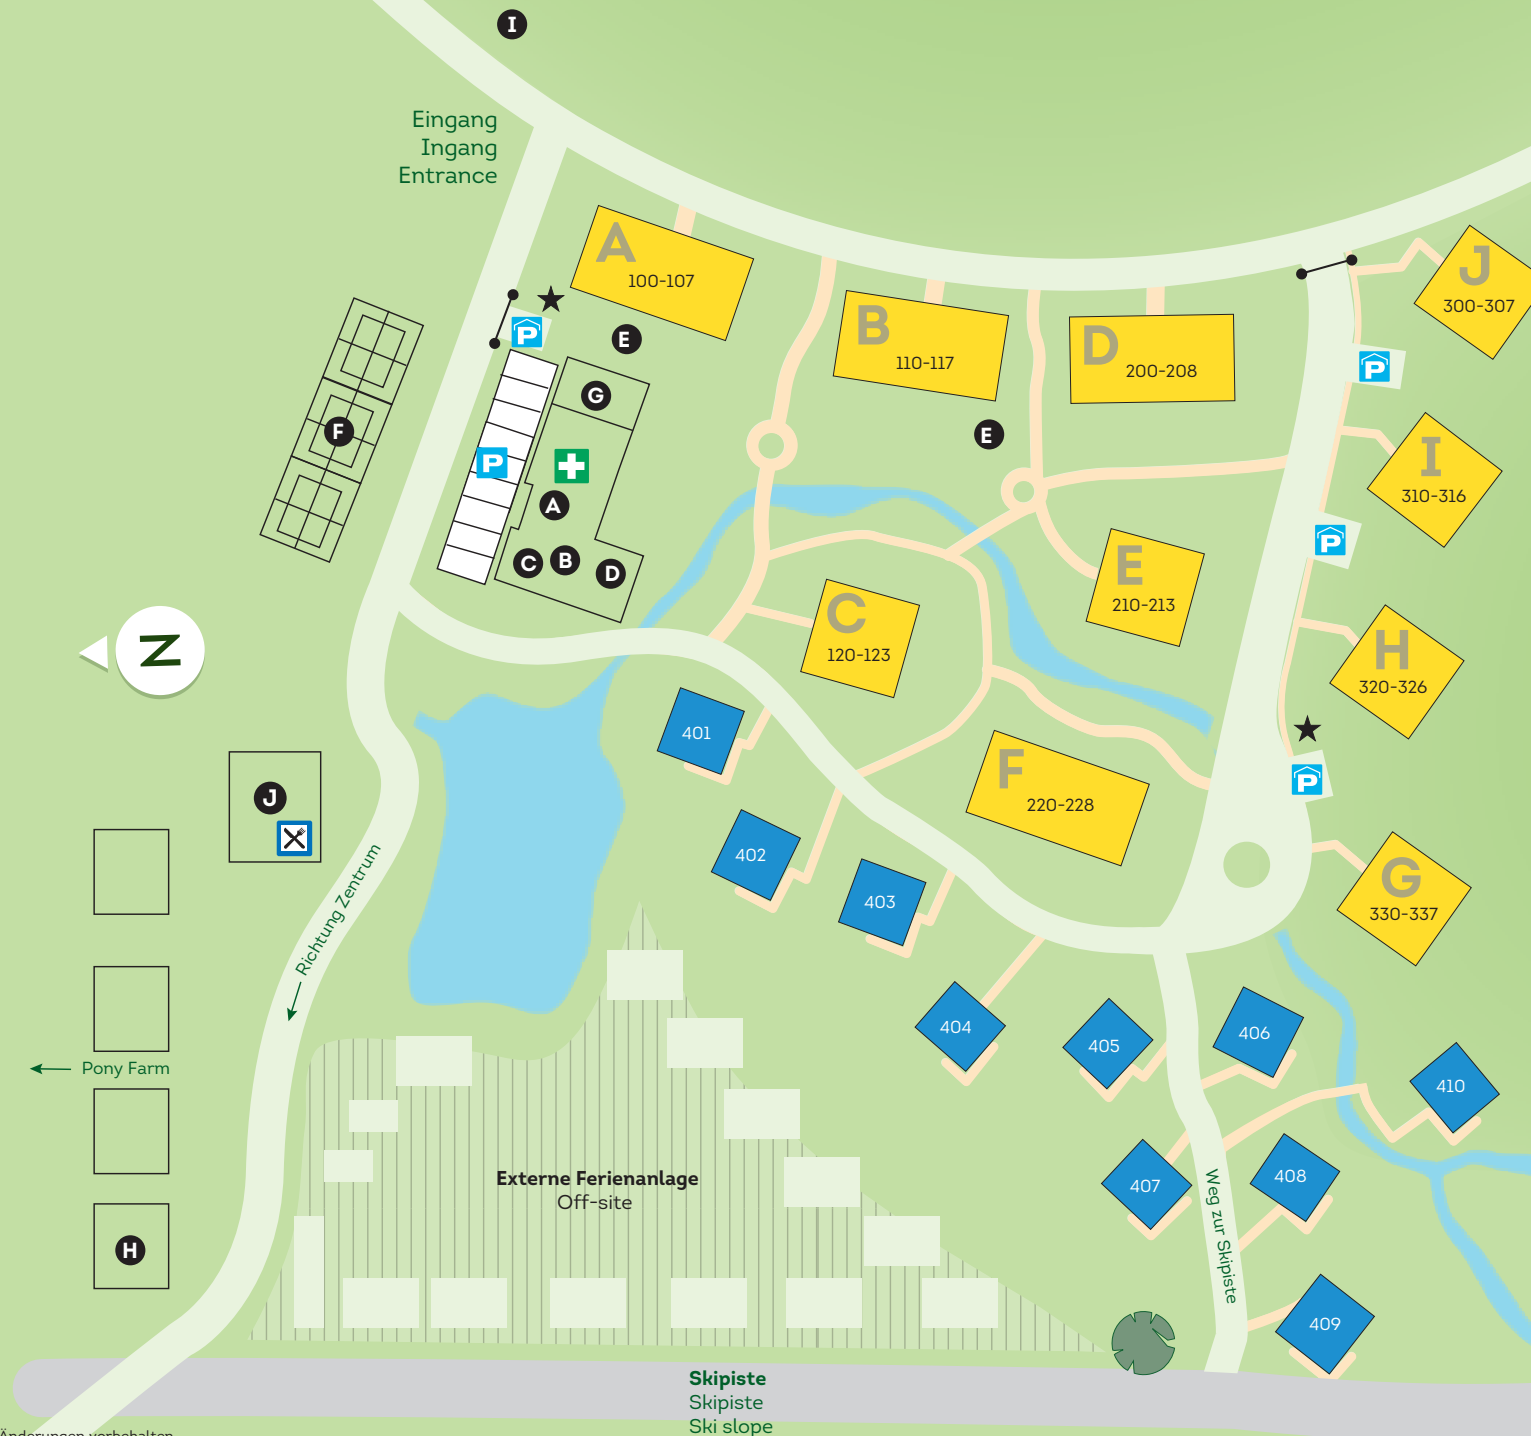 I
Eingang
Ingang
Entrance
A
100-107
J
300-307
B
110-117
D
200-208
E
P
P
G
F
E
I
310-316
P
A
P
C
B
D
E
210-213
C
120-123
H
320-326
N
401
F
220-228
P
J
402
403
G
330-337
Richtung Zentrum
404
405
406
Pony Farm
410
Externe Ferienanlage
Off-site
407
408
Weg zur Skipiste
H
409
Skipiste
Skipiste
Ski slope
Änderungen vorbehalten